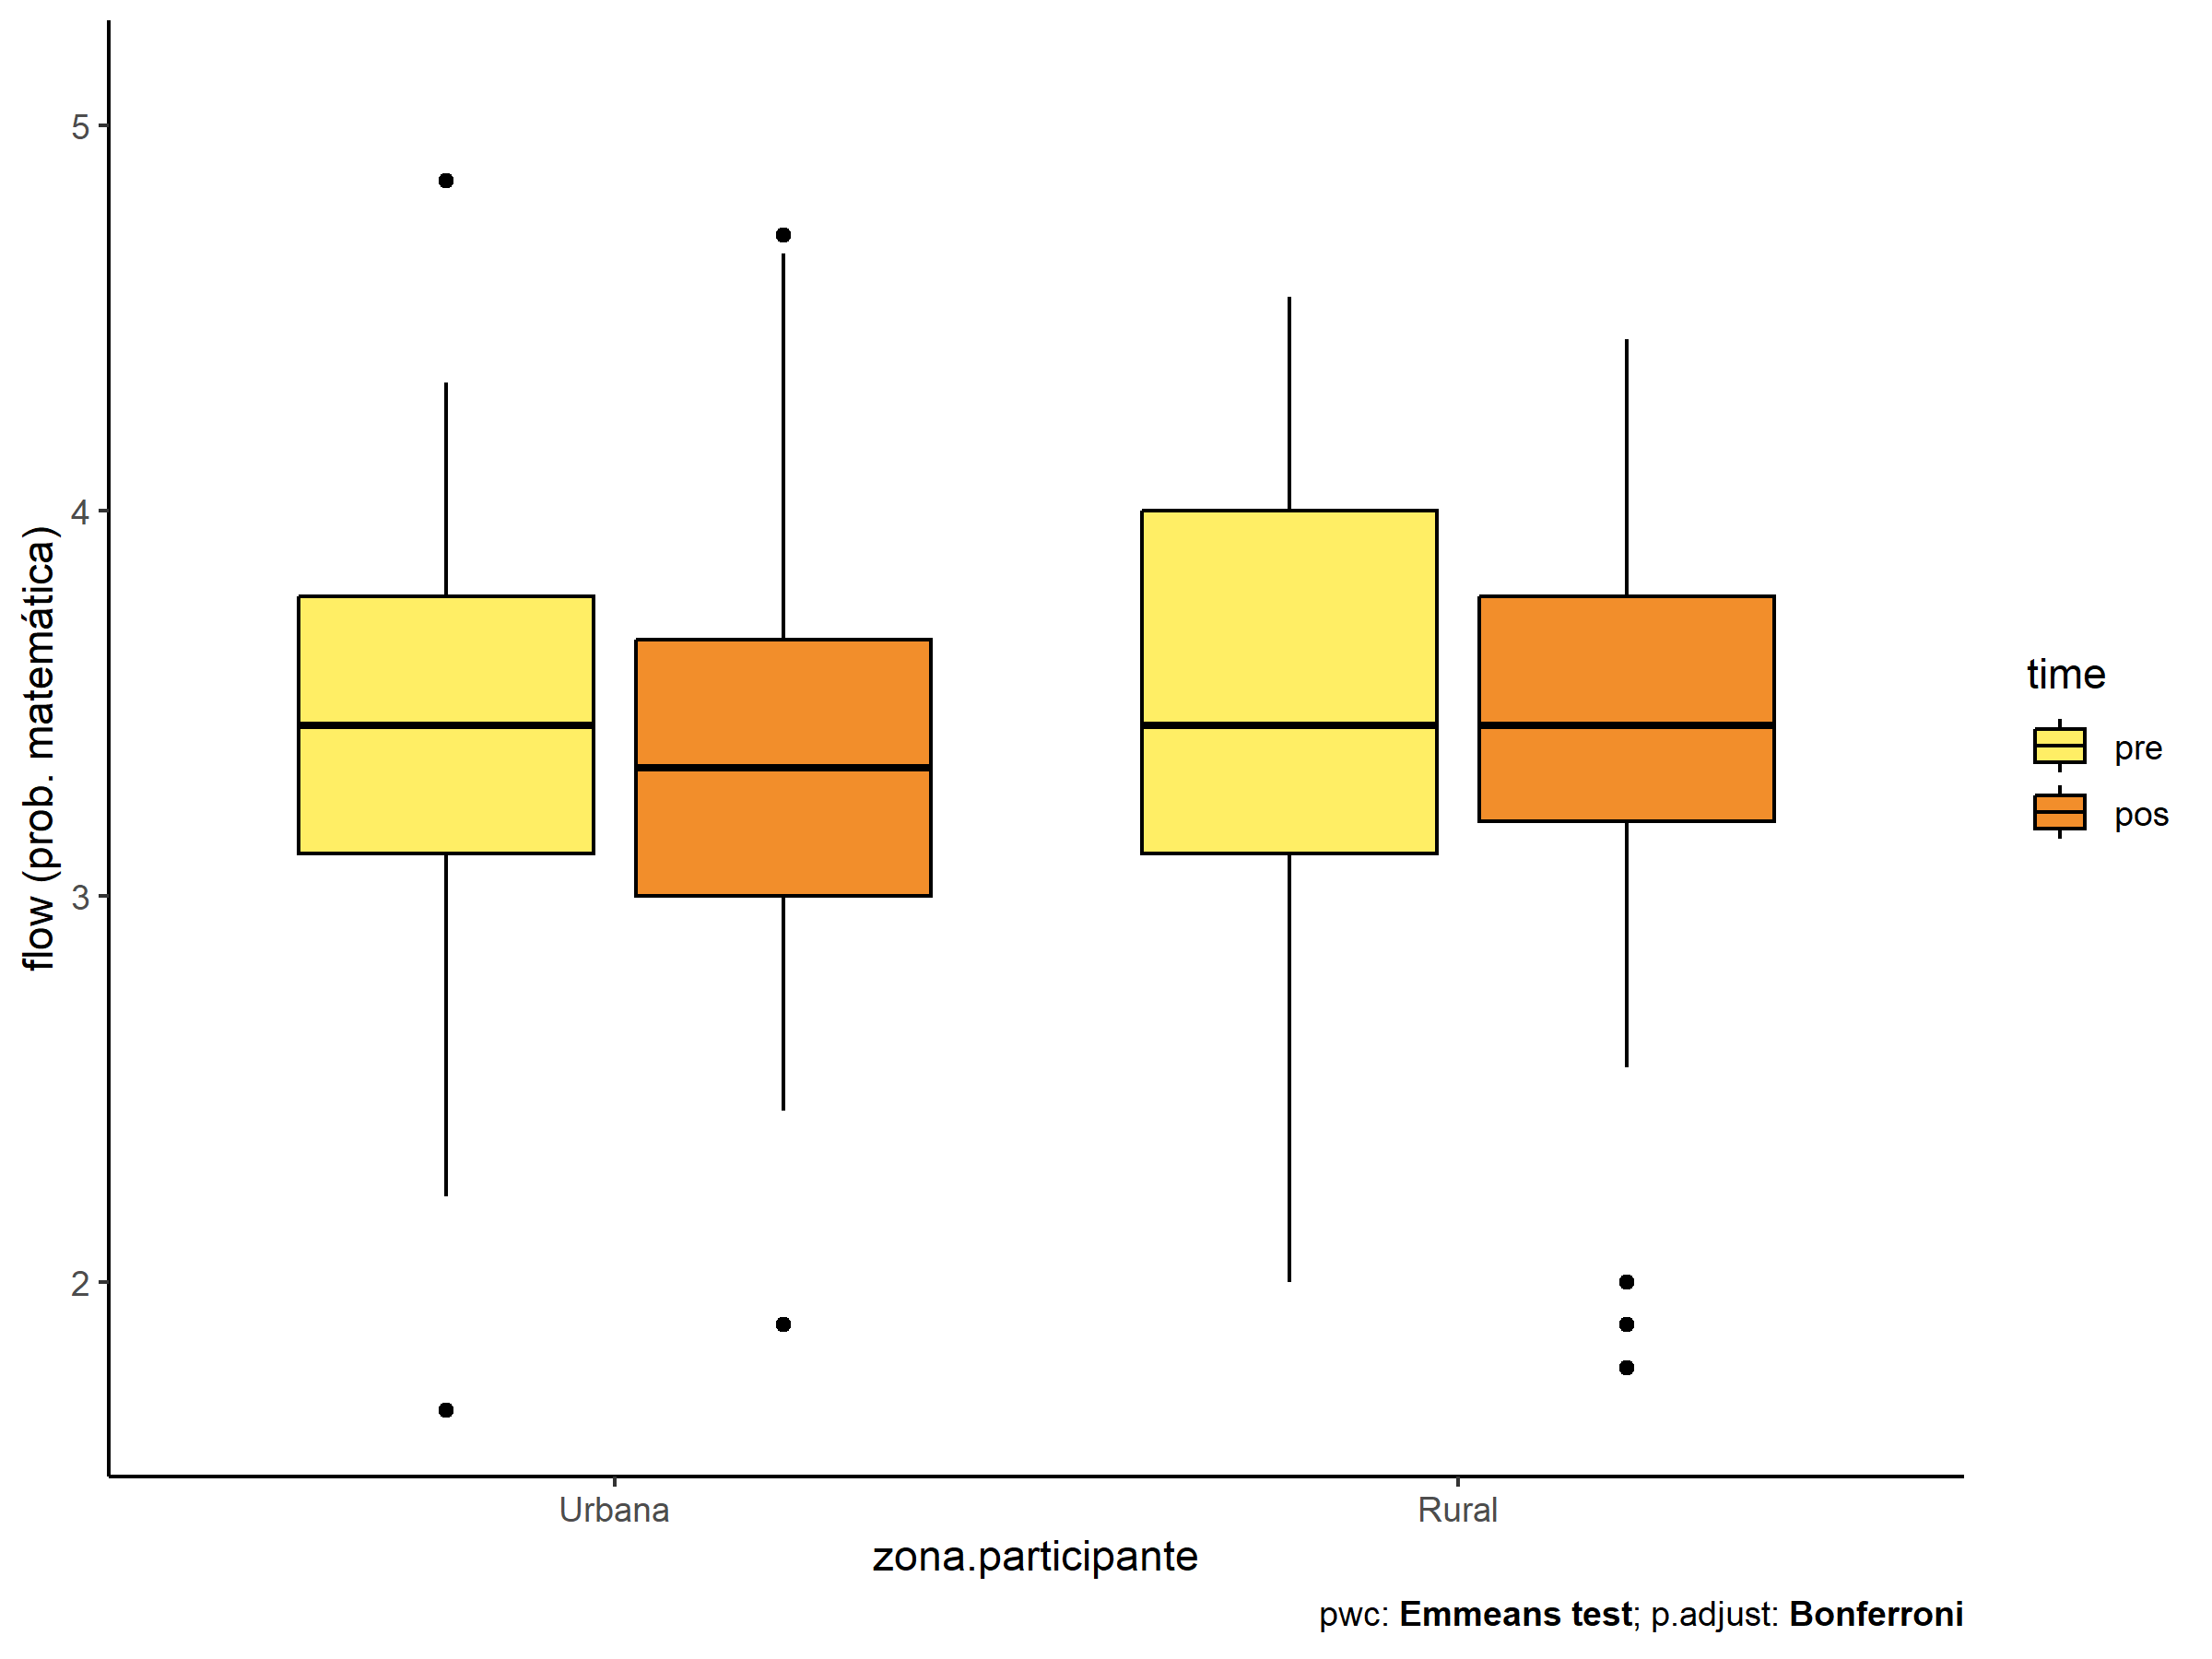 5
4
3
2
flow (prob. matemática)
Urbana
Rural
zona.participante
time
pre
pos
pwc: Emmeans test; p.adjust: Bonferroni